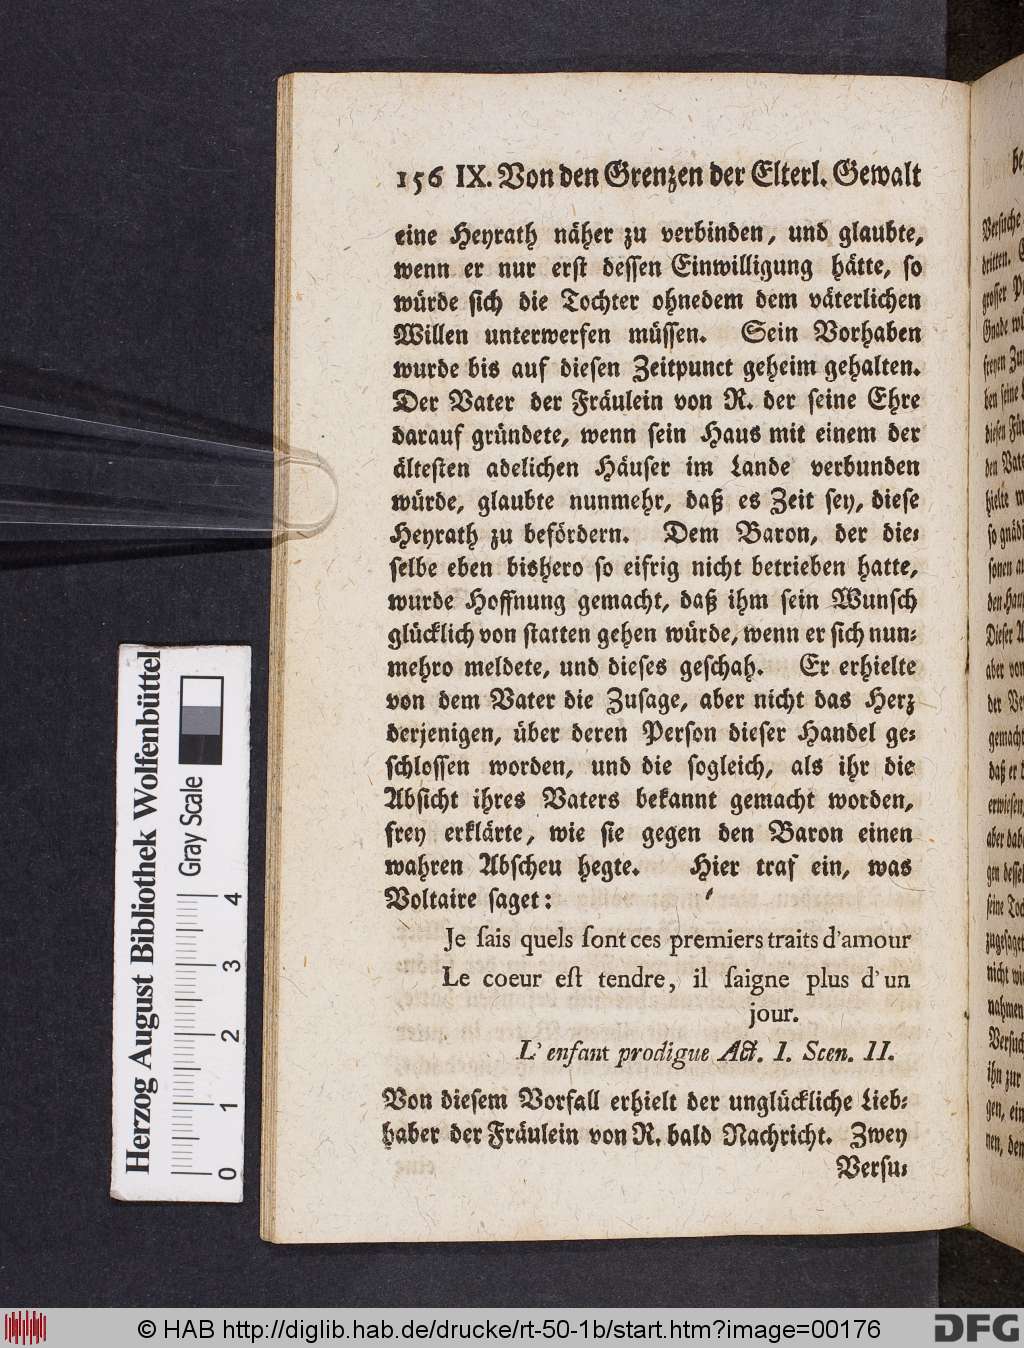 156 IX. Von den Grenzen der Elterl. Gewalt
eine Heyrath näher zu verbinden, und glaubte,
wenn er nur erst dessen Einwilligung hätte, so
würde sich die Tochter ohnedem dem väterlichen
Willen unterwerfen müssen. Sein Vorhaben
wurde bis auf diesen Zeitpunct geheim gehalten.
Der Vater der Fräulein von R. der seine Ehre
darauf gründete, wenn sein Haus mit einem der
ältesten adelichen Häuser im Lande verbunden
würde, glaubte nunmehr, daß es Zeit sey, diese
Heyrath zu befördern. Dem Baron, der die-
selbe eben bishero so eifrig nicht betrieben hatte,
wurde Hoffnung gemacht, daß ihm sein Wunsch
glücklich von statten gehen würde, wenn er sich nun-
mehro meldete, und dieses geschah. Er erhielte
von dem Vater die Zusage, aber nicht das Herz
derjenigen, über deren Person dieser Handel ge-
schlossen worden, und die sogleich, als ihr die
Absicht ihres Vaters bekannt gemacht worden,
frey erklärte, wie sie gegen den Baron einen
wahren Abscheu hegte. Hier traf ein, was
Voltaire saget:
Je sais quels sont ces premiers traits d'amour
Le coeur est tendre, il saigne plus d'un
jour.
L'enfant prodigue Act. I. Scen. II.
Von diesem Vorfall erhielt der unglückliche Lieb-
haber der Fräulein von R. bald Nachricht. Zwey
Versu-
Versuche
dritten.
Herzog August Bibliothek Wolfenbüttel
Gray Scale
0 1 2 3 4
© HAB http://diglib.hab.de/drucke/rt-50-1b/start.htm?image=00176
DFG